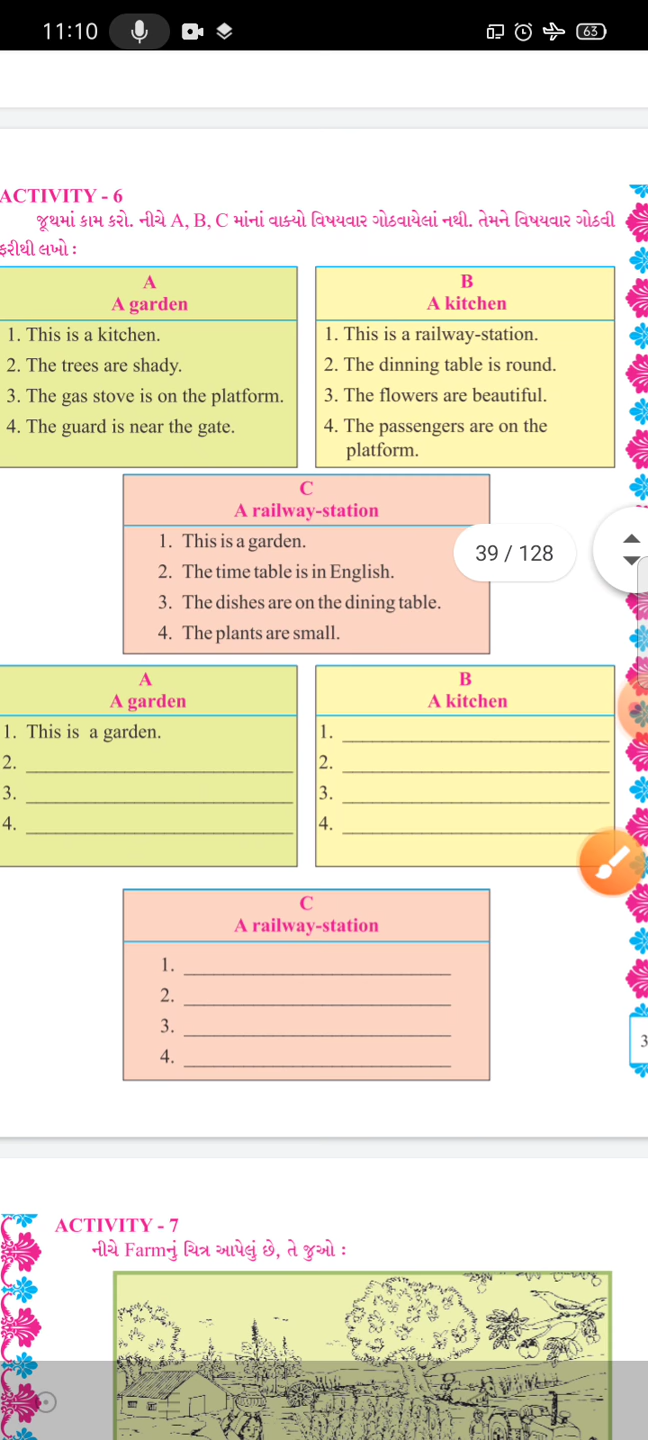 11:10
63
ACTIVITY - 6
જૂથમાં કામ કરો. નીચે A, B, C માંનાં વાક્યો વિષયવાર ગોઠવાયેલાં નથી. તેમને વિષયવાર ગોઠવી
ફરીથી લખો :
A
A garden
1. This is a kitchen.
2. The trees are shady.
3. The gas stove is on the platform.
4. The guard is near the gate.
B
A kitchen
1. This is a railway-station.
2. The dinning table is round.
3. The flowers are beautiful.
4. The passengers are on the
platform.
C
A railway-station
1. This is a garden.
2. The time table is in English.
3. The dishes are on the dining table.
4. The plants are small.
39 / 128
A
A garden
1. This is a garden.
2.
3.
4.
B
A kitchen
1.
2.
3.
4.
C
A railway-station
1.
2.
3.
4.
3
ACTIVITY - 7
નીચે Farmનું ચિત્ર આપેલું છે, તે જુઓ :